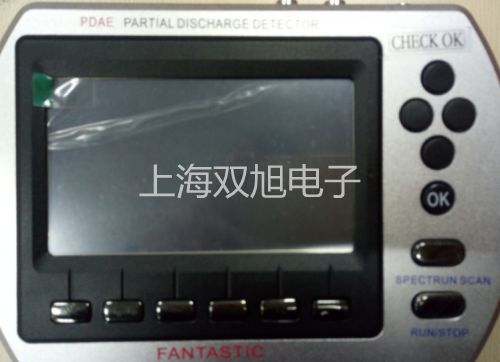 PDAE PARTIAL DISCHARGE DETECTOR
CHECK OK
上海双旭电子
OK
SPECTRUN SCAN
RUN/STOP
FANTASTIC